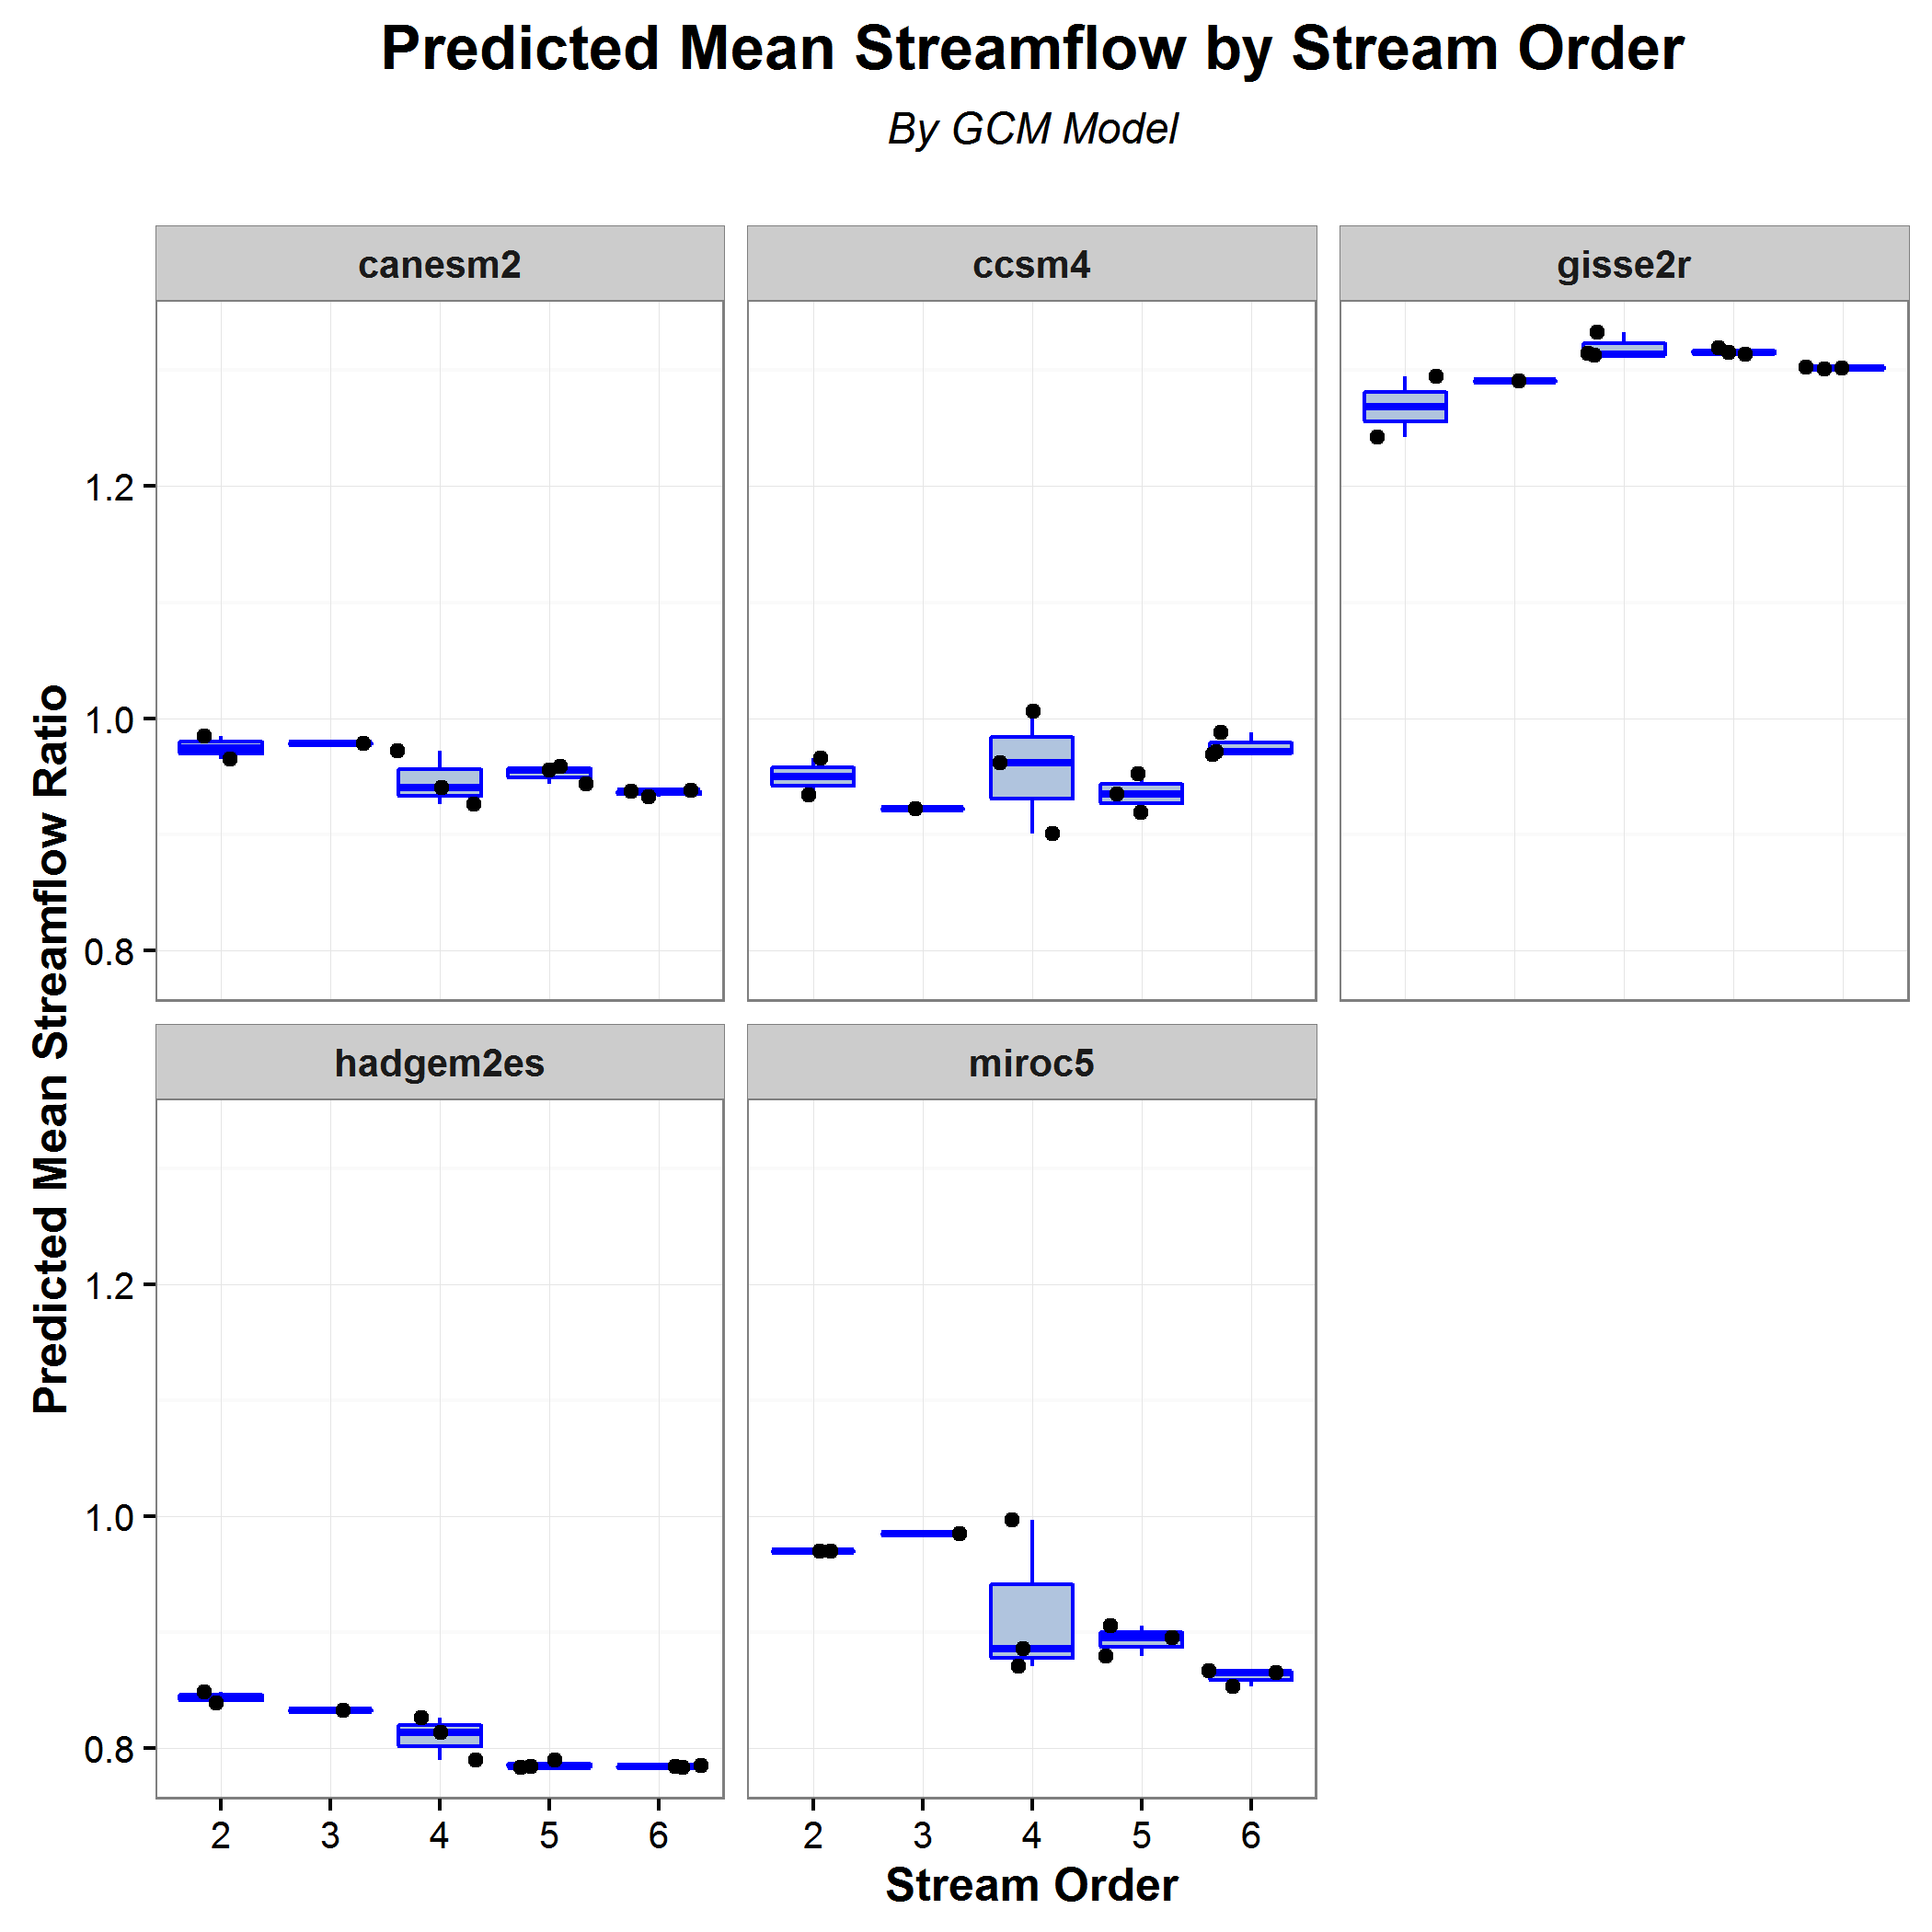 Predicted Mean Streamflow by Stream Order
By GCM Model
canesm2
ccsm4
gisse2r
1.2
1.0
0.8
Predicted Mean Streamflow Ratio
hadgem2es
miroc5
1.2
1.0
0.8
2 3 4 5 6
2 3 4 5 6
Stream Order